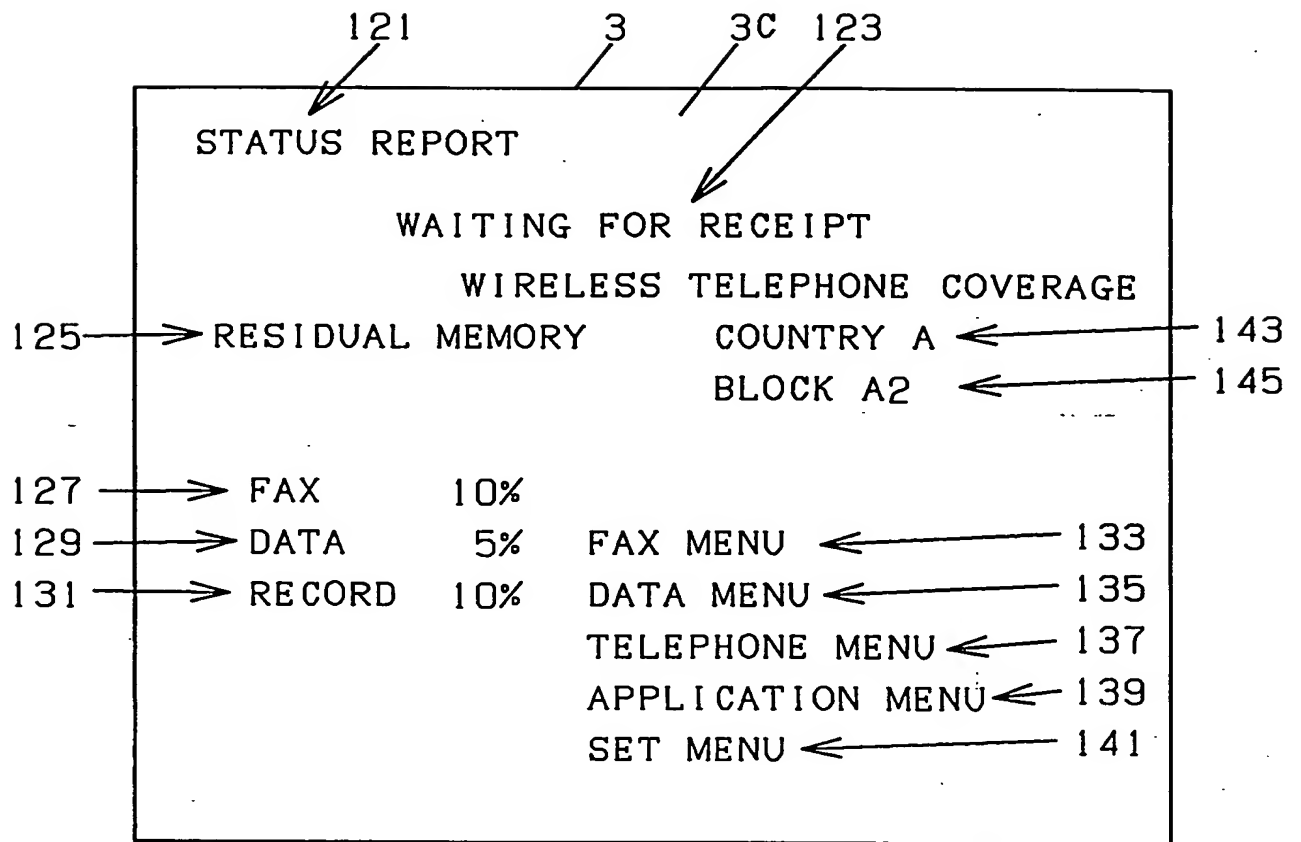 121 3 3C 123
STATUS REPORT
WAITING FOR RECEIPT
WIRELESS TELEPHONE COVERAGE
125 RESIDUAL MEMORY COUNTRY A 143
BLOCK A2 145
127 FAX 10%
129 DATA 5% FAX MENU 133
131 RECORD 10% DATA MENU 135
TELEPHONE MENU 137
APPLICATION MENU 139
SET MENU 141